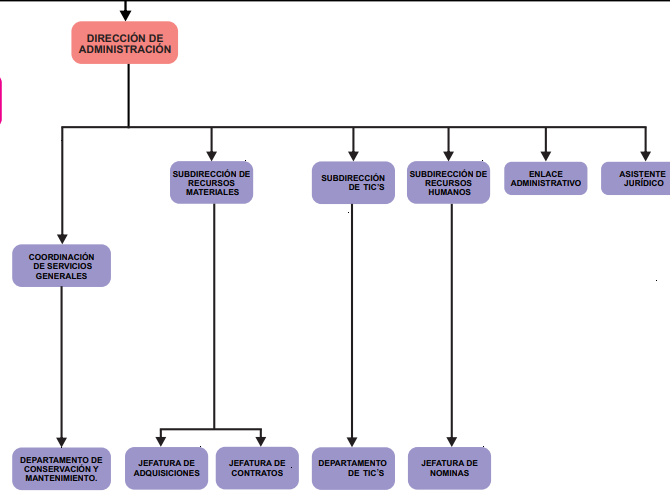 DIRECCIÓN DE
ADMINISTRACIÓN
SUBDIRECCIÓN DE
RECURSOS
MATERIALES
SUBDIRECCIÓN
DE TIC'S
SUBDIRECCIÓN DE
RECURSOS
HUMANOS
ENLACE
ADMINISTRATIVO
ASISTENTE
JURÍDICO
COORDINACIÓN
DE SERVICIOS
GENERALES
DEPARTAMENTO DE
CONSERVACIÓN Y
MANTENIMIENTO.
JEFATURA DE
ADQUISICIONES
JEFATURA DE
CONTRATOS
DEPARTAMENTO
DE TIC'S
JEFATURA DE
NOMINAS